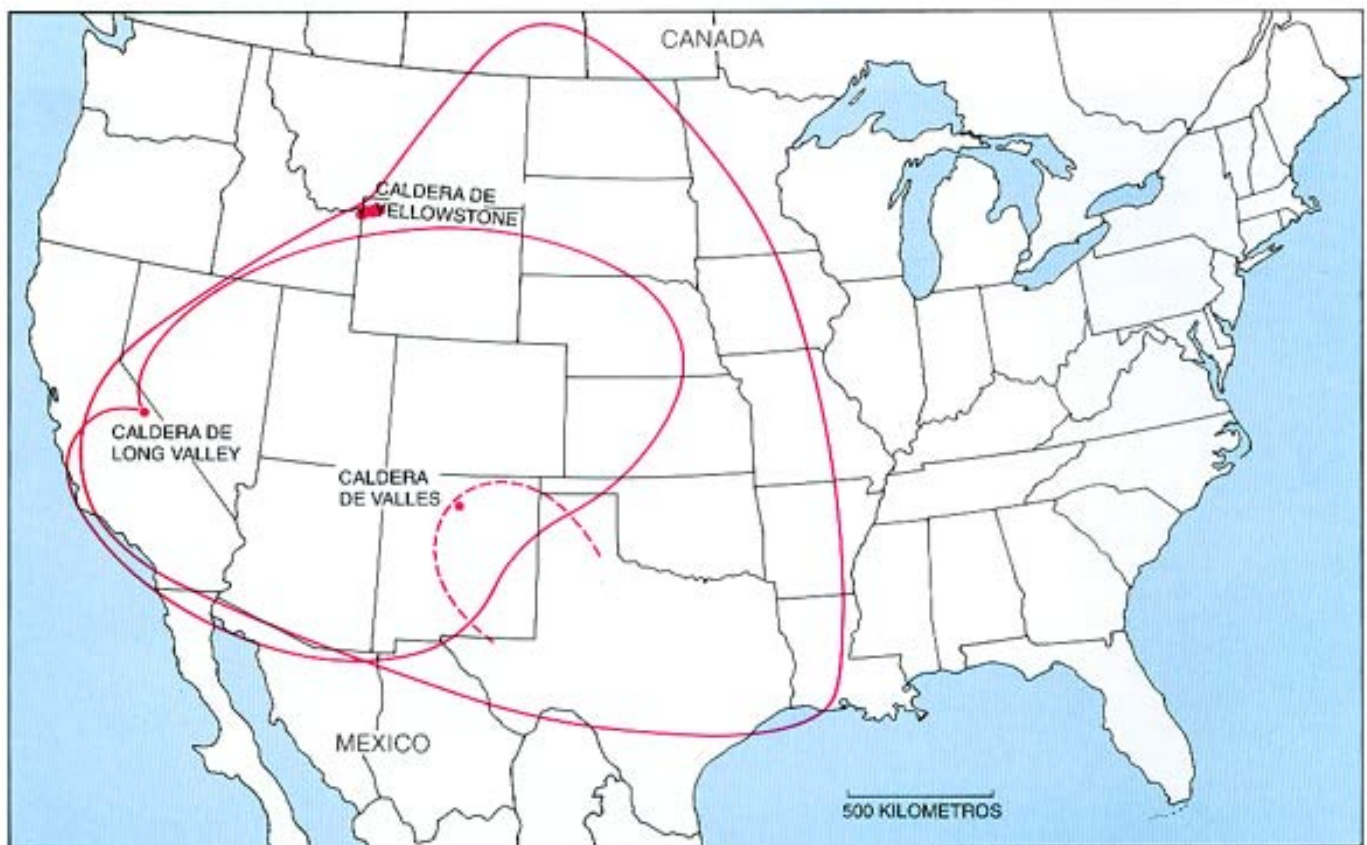 CANADA
CALDERA DE
YELLOWSTONE
CALDERA DE
LONG VALLEY
CALDERA
DE VALLES
MEXICO
500 KILOMETROS